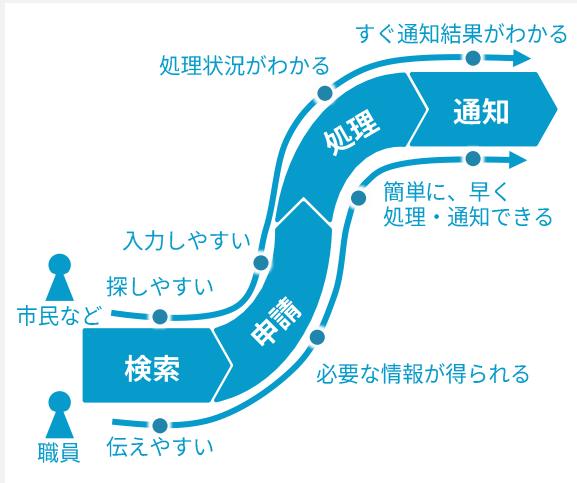 すぐ通知結果がわかる
処理状況がわかる
通知
処理
簡単に、早く
処理・通知できる
入力しやすい
探しやすい
市民など
申請
検索
必要な情報が得られる
伝えやすい
職員